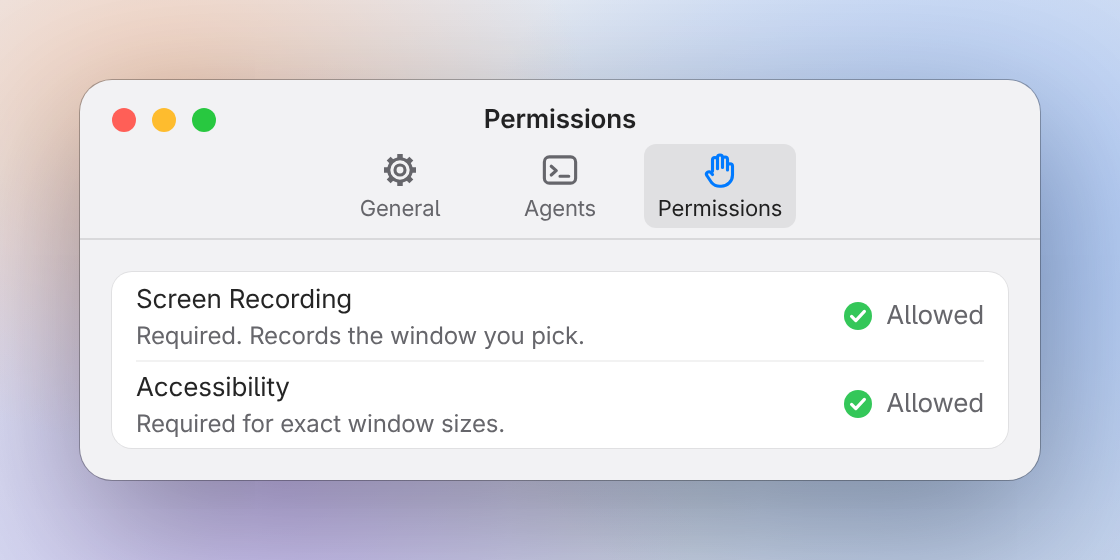 Permissions
General
Agents
Permissions
Screen Recording
Required. Records the window you pick.
Allowed
Accessibility
Required for exact window sizes.
Allowed